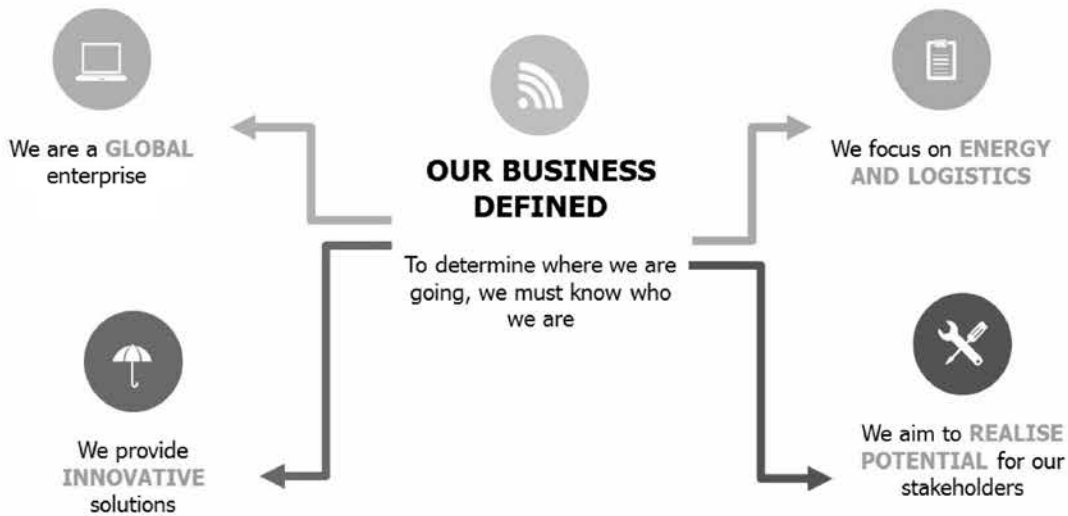 We are a GLOBAL
enterprise
OUR BUSINESS
DEFINED
To determine where we are
going, we must know who
we are
We focus on ENERGY
AND LOGISTICS
We provide
INNOVATIVE
solutions
We aim to REALISE
POTENTIAL for our
stakeholders